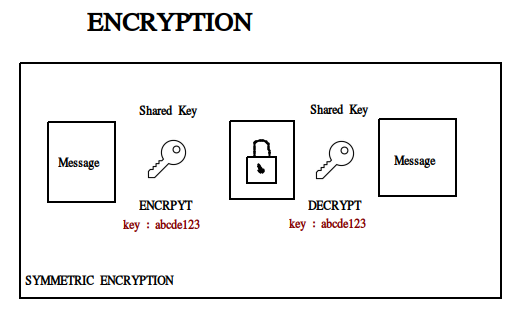 ENCRYPTION
Shared Key
Shared Key
Message
Message
ENCRPYT
DECRYPT
key : abcde123
key : abcde123
SYMMETRIC ENCRYPTION